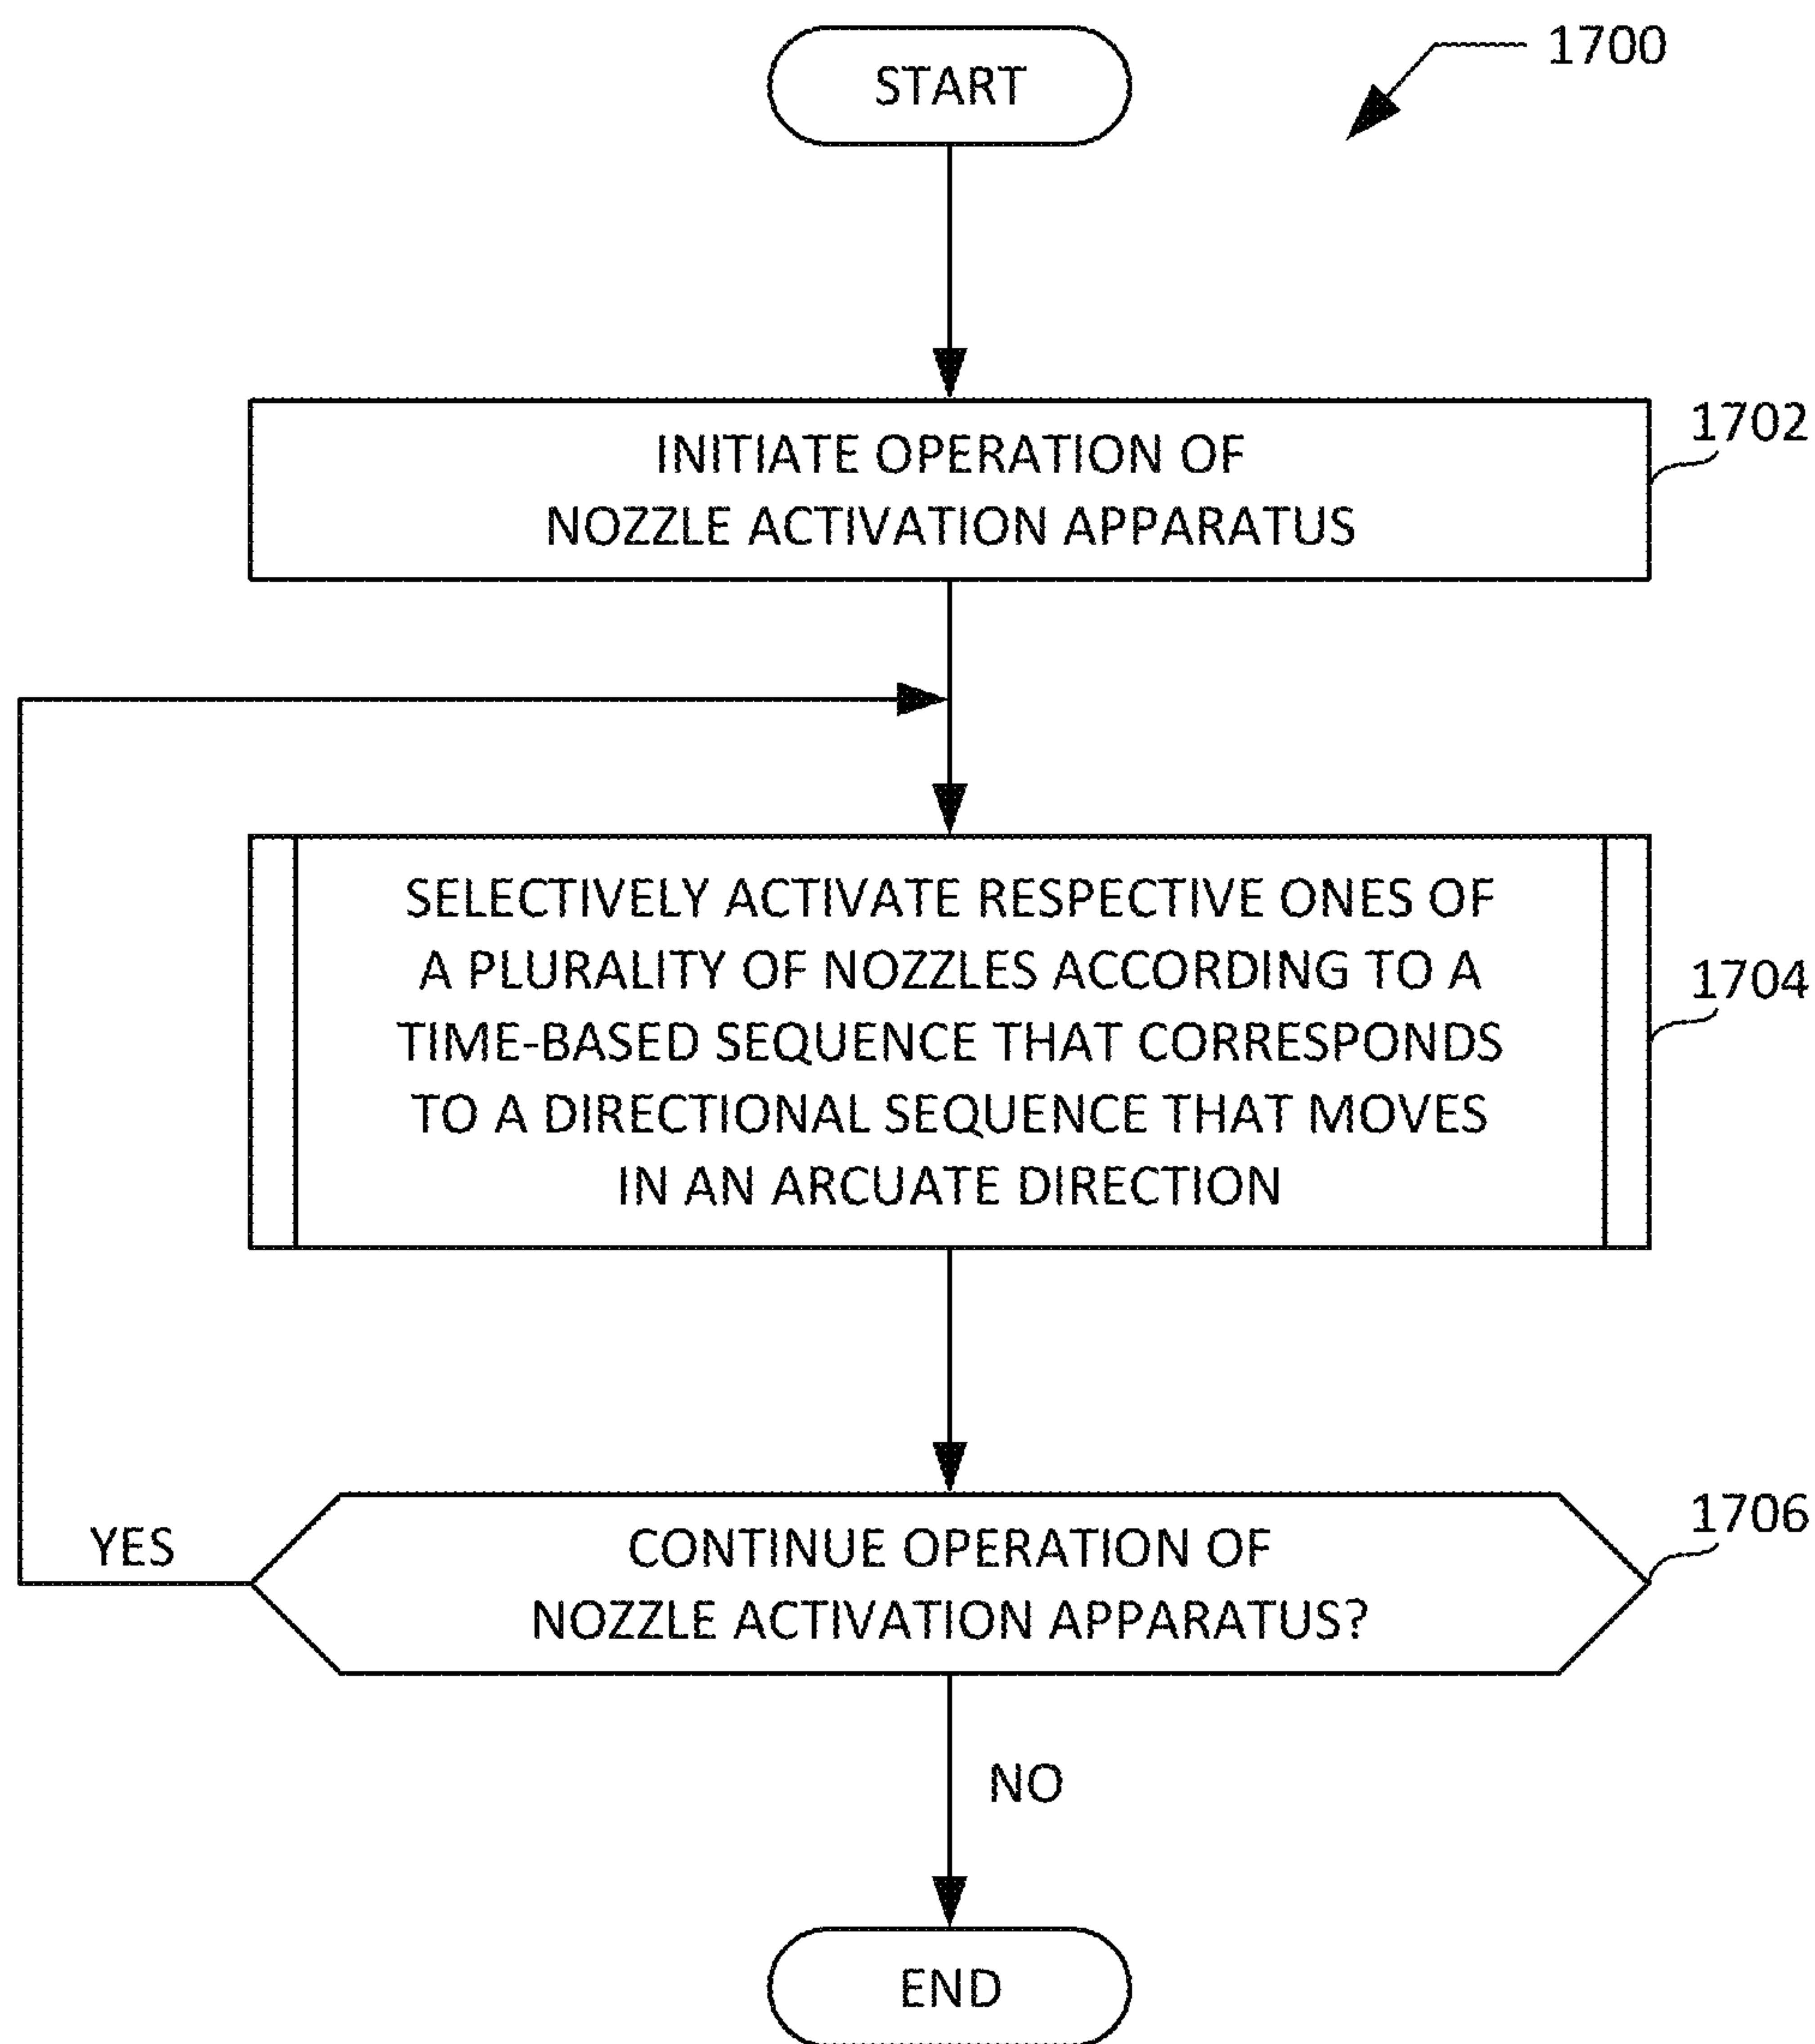 START
1700
INITIATE OPERATION OF
NOZZLE ACTIVATION APPARATUS
1702
SELECTIVELY ACTIVATE RESPECTIVE ONES OF
A PLURALITY OF NOZZLES ACCORDING TO A
TIME-BASED SEQUENCE THAT CORRESPONDS
TO A DIRECTIONAL SEQUENCE THAT MOVES
IN AN ARCUATE DIRECTION
1704
CONTINUE OPERATION OF
NOZZLE ACTIVATION APPARATUS?
1706
YES
NO
END